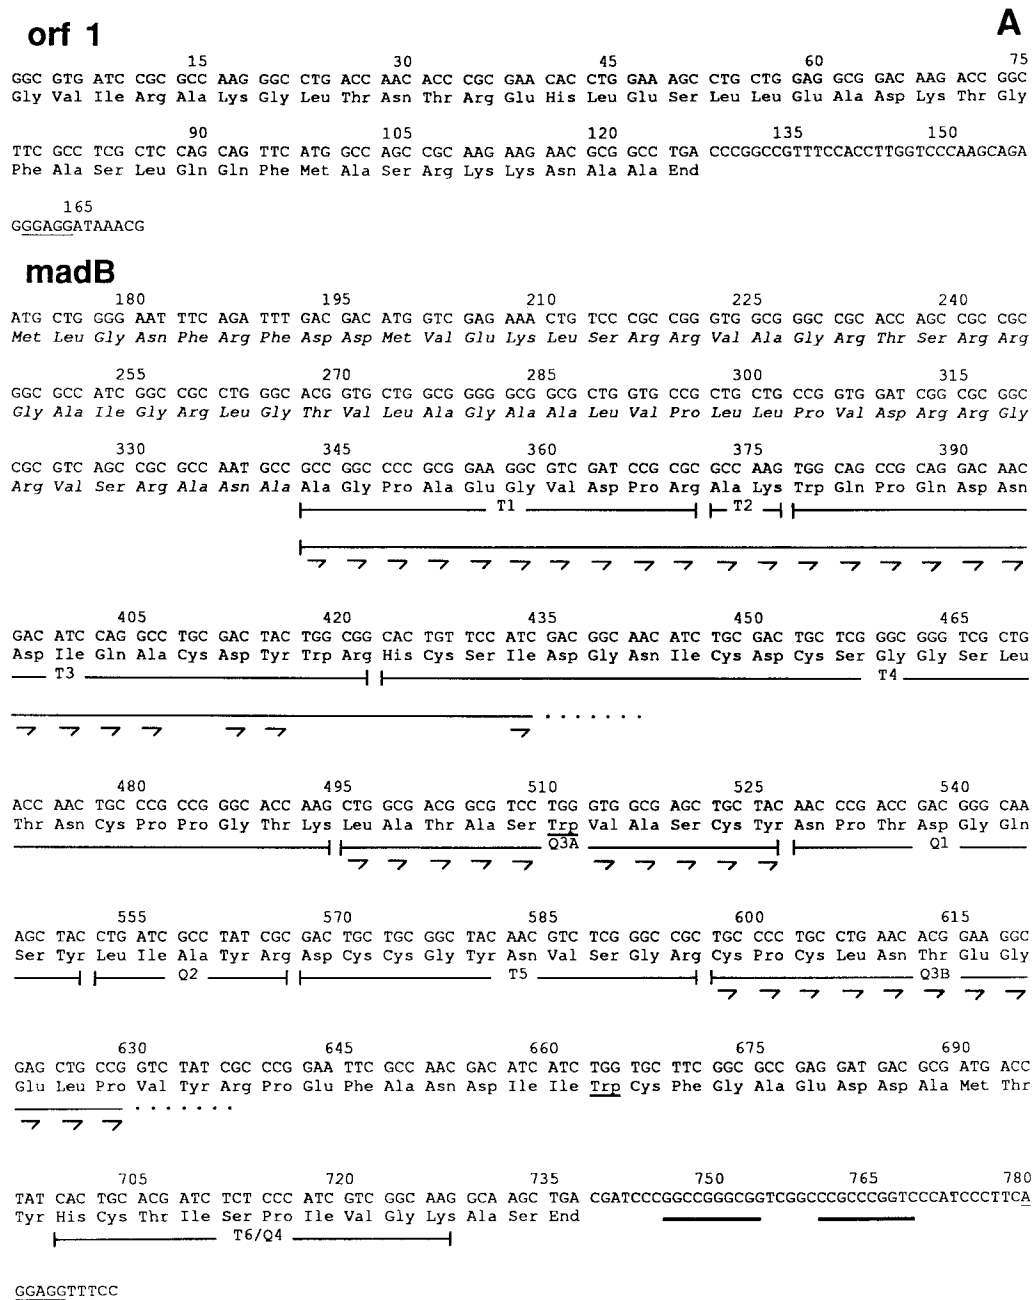 orf 1
A
15 30 45 60 75
GGC GTG ATC CGC GCC AAG GGC CTG ACC AAC ACC CGC GAA CAC CTG GAA AGC CTG CTG GAG GCG GAC AAG ACC GGC
Gly Val Ile Arg Ala Lys Gly Leu Thr Asn Thr Arg Glu His Leu Glu Ser Leu Leu Glu Ala Asp Lys Thr Gly
90 105 120 135 150
TTC GCC TCG CTC CAG CAG TTC ATG GCC AGC CGC AAG AAG AAC GCG GCC TGA CCCGGCCGTTTCCACCTTGGTCCCAAGCAGA
Phe Ala Ser Leu Gln Gln Phe Met Ala Ser Arg Lys Lys Asn Ala Ala End
165
GGGAGGATAAACG
madB
180 195 210 225 240
ATG CTG GGG AAT TTC AGA TTT GAC GAC ATG GTC GAG AAA CTG TCC CGC CGG GTG GCG GGC CGC ACC AGC CGC CGC
Met Leu Gly Asn Phe Arg Phe Asp Asp Met Val Glu Lys Leu Ser Arg Arg Val Ala Gly Arg Thr Ser Arg Arg
255 270 285 300 315
GGC GCC ATC GGC CGC CTG GGC ACG GTG CTG GCG GGG GCG GCG CTG GTG CCG CTG CTG CCG GTG GAT CGG CGC GGC
Gly Ala Ile Gly Arg Leu Gly Thr Val Leu Ala Gly Ala Ala Leu Val Pro Leu Leu Pro Val Asp Arg Arg Gly
330 345 360 375 390
CGC GTC AGC CGC GCC AAT GCC GCC GGC CCC GCG GAA GGC GTC GAT CCG CGC GCC AAG TGG CAG CCG CAG GAC AAC
Arg Val Ser Arg Ala Asn Ala Ala Gly Pro Ala Glu Gly Val Asp Pro Arg Ala Lys Trp Gln Pro Gln Asp Asn
T1 T2
405 420 435 450 465
GAC ATC CAG GCC TGC GAC TAC TGG CGG CAC TGT TCC ATC GAC GGC AAC ATC TGC GAC TGC TCG GGC GGG TCG CTG
Asp Ile Gln Ala Cys Asp Tyr Trp Arg His Cys Ser Ile Asp Gly Asn Ile Cys Asp Cys Ser Gly Gly Ser Leu
T3 T4
480 495 510 525 540
ACC AAC TGC CCG CCG GGC ACC AAG CTG GCG ACG GCG TCC TGG GTG GCG AGC TGC TAC AAC CCG ACC GAC GGG CAA
Thr Asn Cys Pro Pro Gly Thr Lys Leu Ala Thr Ala Ser Trp Val Ala Ser Cys Tyr Asn Pro Thr Asp Gly Gln
Q3A Q1
555 570 585 600 615
AGC TAC CTG ATC GCC TAT CGC GAC TGC TGC GGC TAC AAC GTC TCG GGC CGC TGC CCC TGC CTG AAC ACG GAA GGC
Ser Tyr Leu Ile Ala Tyr Arg Asp Cys Cys Gly Tyr Asn Val Ser Gly Arg Cys Pro Cys Leu Asn Thr Glu Gly
Q2 T5 Q3B
630 645 660 675 690
GAG CTG CCG GTC TAT CGC CCG GAA TTC GCC AAC GAC ATC ATC TGG TGC TTC GGC GCC GAG GAT GAC GCG ATG ACC
Glu Leu Pro Val Tyr Arg Pro Glu Phe Ala Asn Asp Ile Ile Trp Cys Phe Gly Ala Glu Asp Asp Ala Met Thr
705 720 735 750 765 780
TAT CAC TGC ACG ATC TCT CCC ATC GTC GGC AAG GCA AGC TGA CGATCCCGGCCGGGCGGTCGGCCCGCCCGGTCCCATCCCTTCA
Tyr His Cys Thr Ile Ser Pro Ile Val Gly Lys Ala Ser End
T6/Q4
GGAGGTTTCC